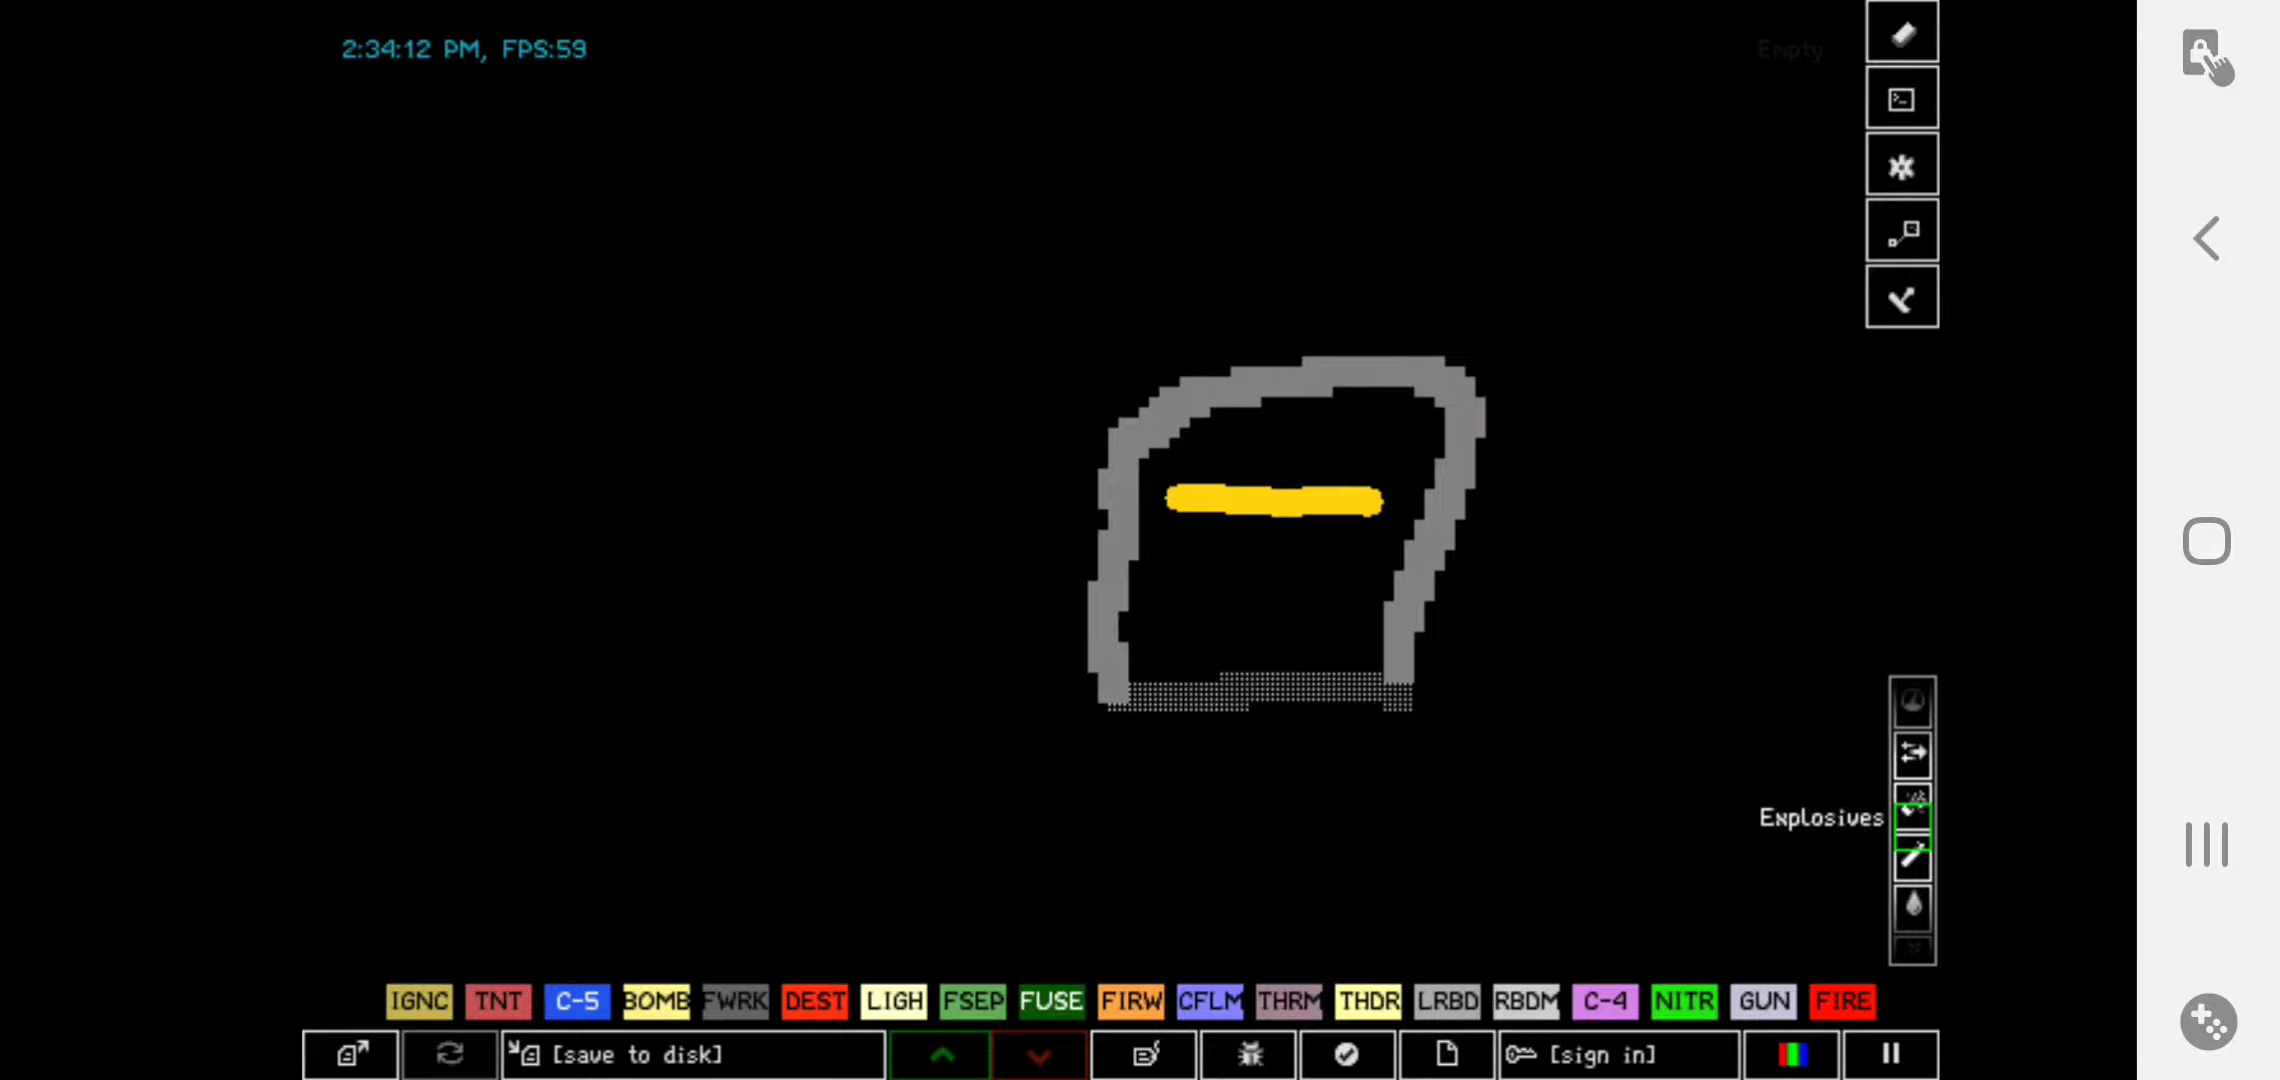 2:34:12 PM, FPS:59
Empty
Explosives
IGNC TNT C-5 BOMB FWRK DEST LIGH FSEP FUSE FIRW CFLM THRM THDR LRBD RBDM C-4 NITR GUN FIRE
[save to disk] [sign in]